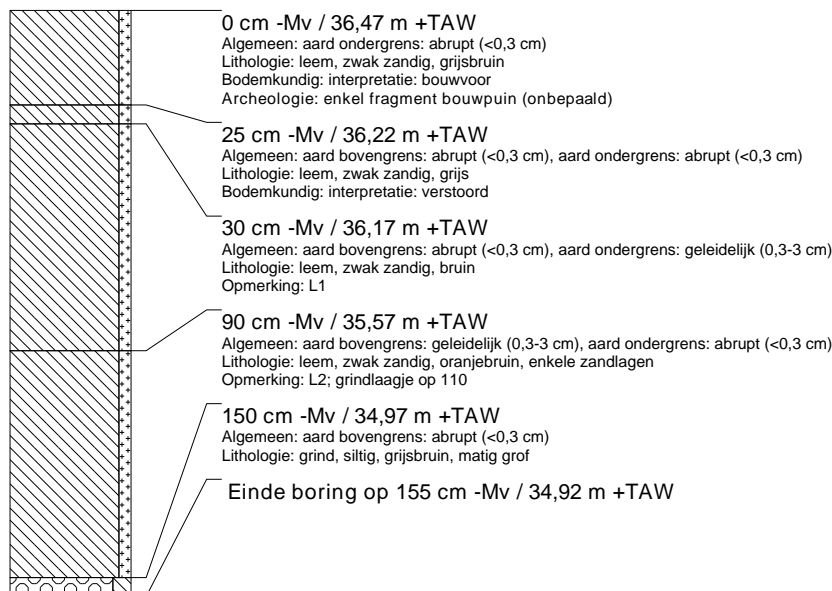 0 cm -Mv / 36,47 m +TAW
Algemeen: aard ondergrens: abrupt (<0,3 cm)
Lithologie: leem, zwak zandig, grijsbruin
Bodemkundig: interpretatie: bouwvoor
Archeologie: enkel fragment bouwpuin (onbepaald)
25 cm -Mv / 36,22 m +TAW
Algemeen: aard bovengrens: abrupt (<0,3 cm), aard ondergrens: abrupt (<0,3 cm)
Lithologie: leem, zwak zandig, grijs
Bodemkundig: interpretatie: verstoord
30 cm -Mv / 36,17 m +TAW
Algemeen: aard bovengrens: abrupt (<0,3 cm), aard ondergrens: geleidelijk (0,3-3 cm)
Lithologie: leem, zwak zandig, bruin
Opmerking: L1
90 cm -Mv / 35,57 m +TAW
Algemeen: aard bovengrens: geleidelijk (0,3-3 cm), aard ondergrens: abrupt (<0,3 cm)
Lithologie: leem, zwak zandig, oranjebruin, enkele zandlagen
Opmerking: L2; grindlaagje op 110
150 cm -Mv / 34,97 m +TAW
Algemeen: aard bovengrens: abrupt (<0,3 cm)
Lithologie: grind, siltig, grijsbruin, matig grof
Einde boring op 155 cm -Mv / 34,92 m +TAW